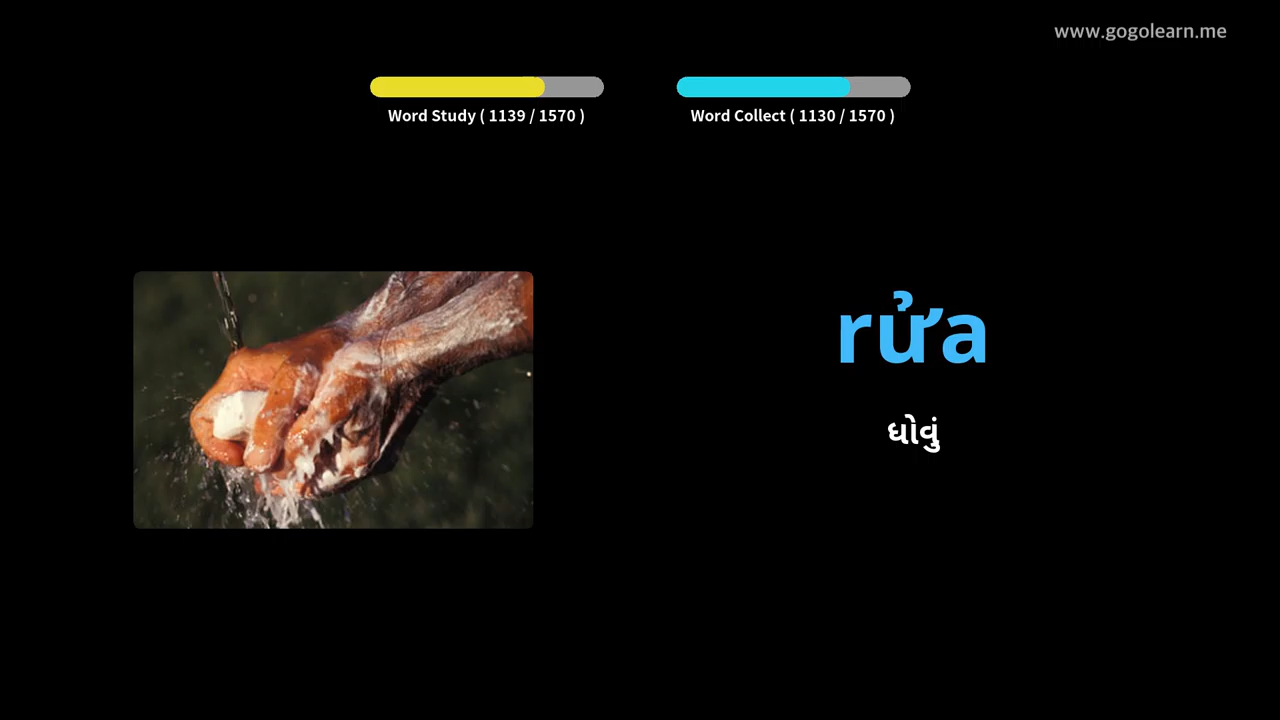 www.gogolearn.me
Word Study ( 1139 / 1570 )
Word Collect ( 1130 / 1570 )
rửa
ધોવું